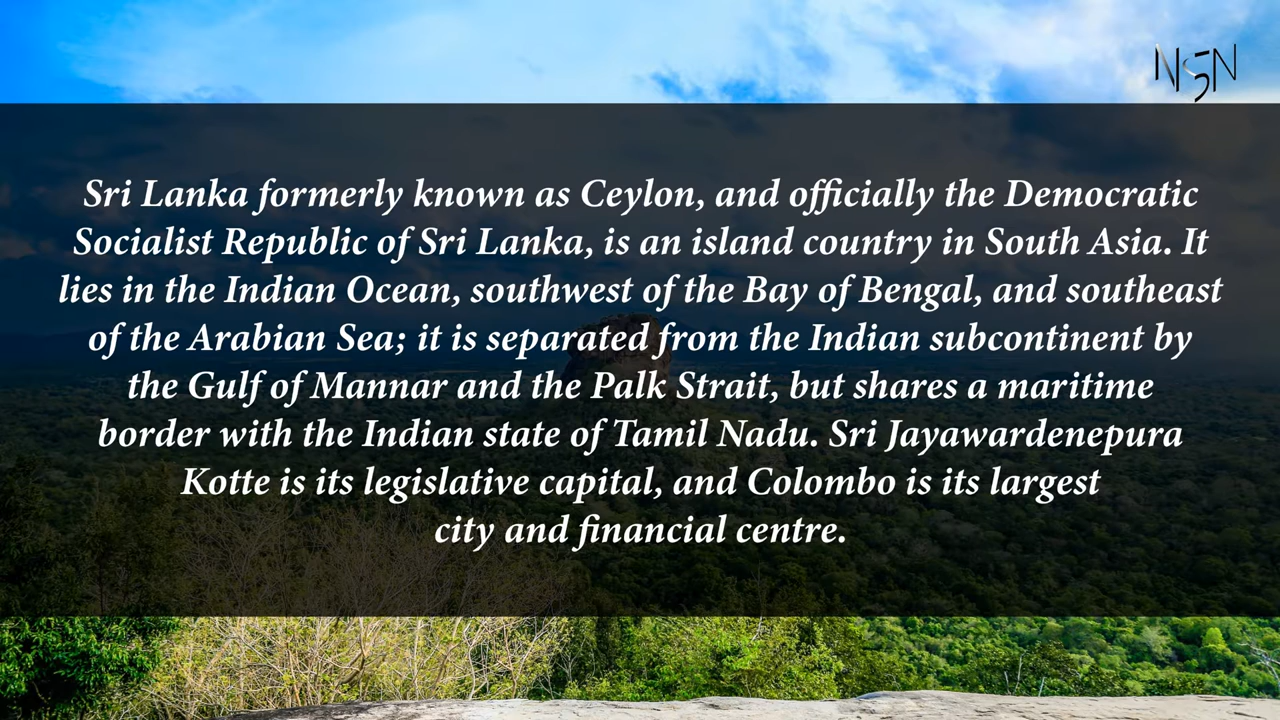 NSN
Sri Lanka formerly known as Ceylon, and officially the Democratic
Socialist Republic of Sri Lanka, is an island country in South Asia. It
lies in the Indian Ocean, southwest of the Bay of Bengal, and southeast
of the Arabian Sea; it is separated from the Indian subcontinent by
the Gulf of Mannar and the Palk Strait, but shares a maritime
border with the Indian state of Tamil Nadu. Sri Jayawardenepura
Kotte is its legislative capital, and Colombo is its largest
city and financial centre.